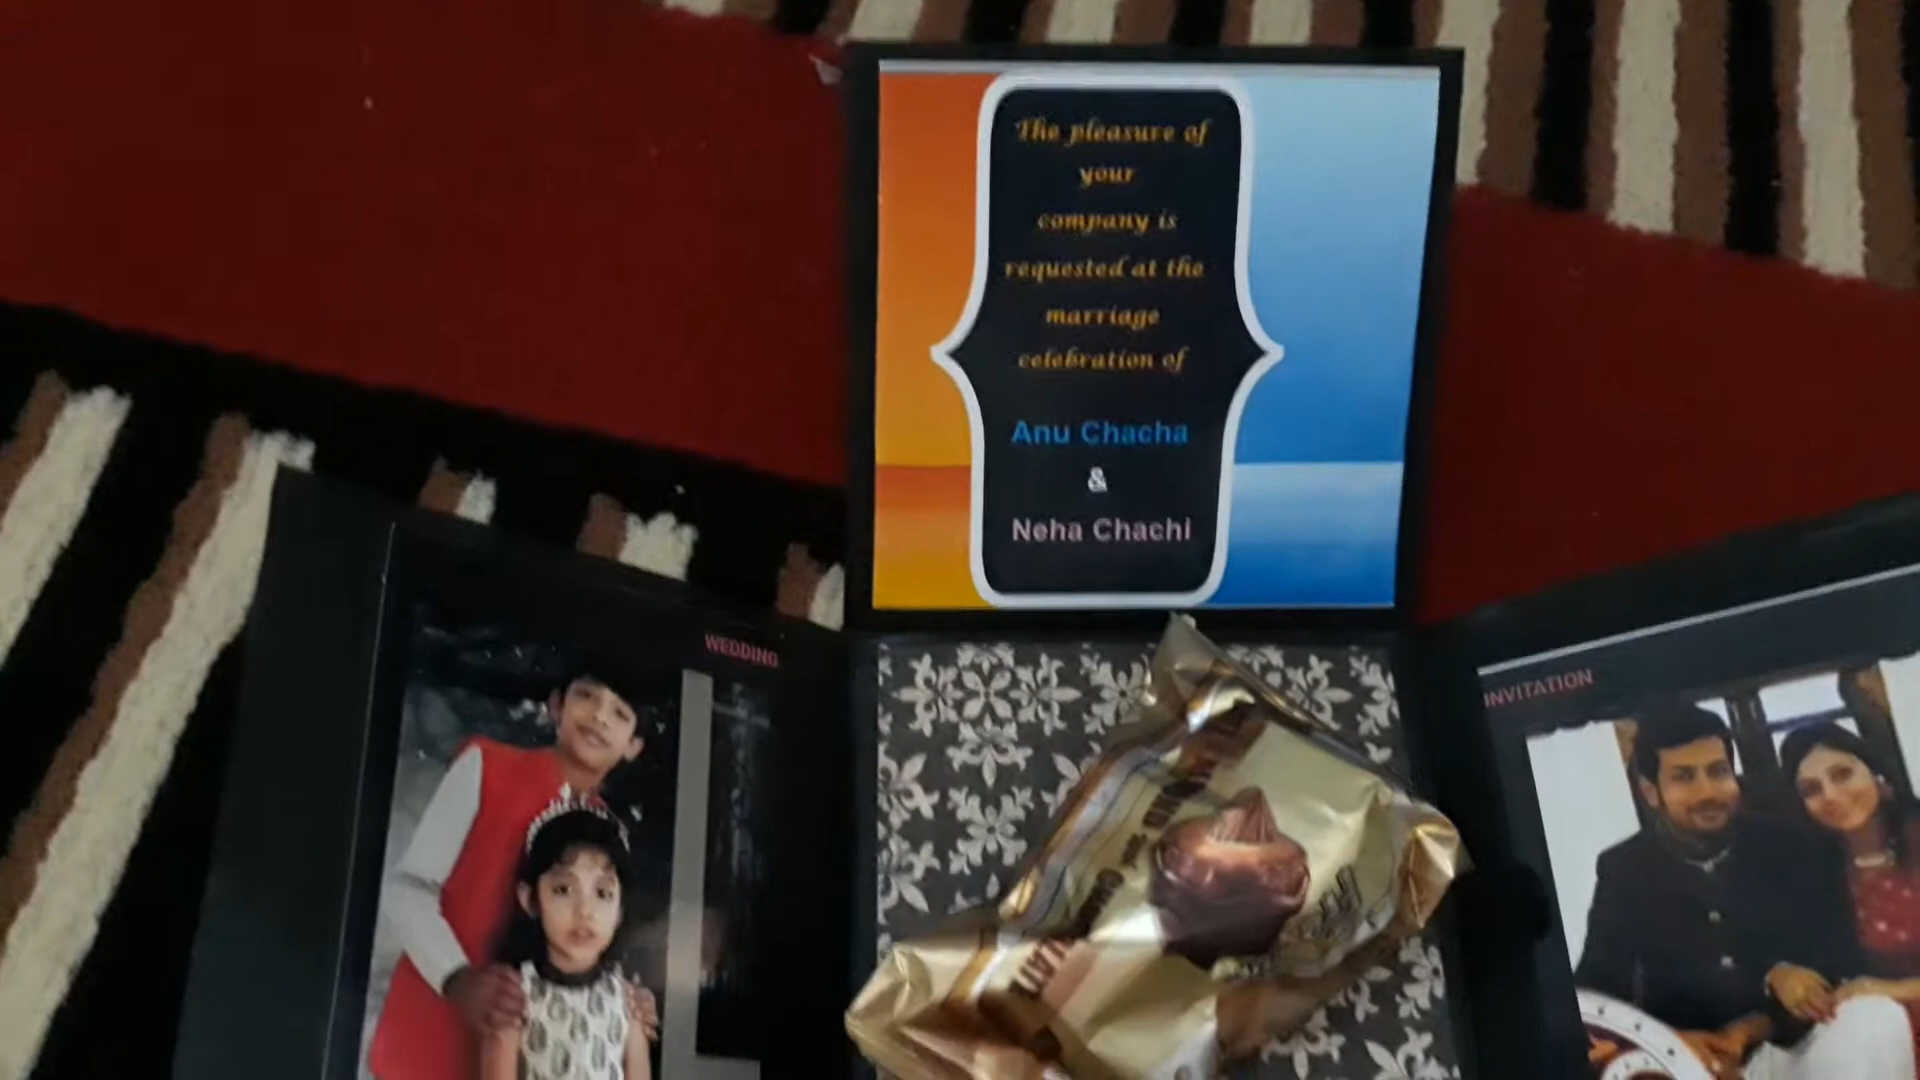 The pleasure of
your
company is
requested at the
marriage
celebration of
Anu Chacha
&
Neha Chachi
WEDDING
INVITATION